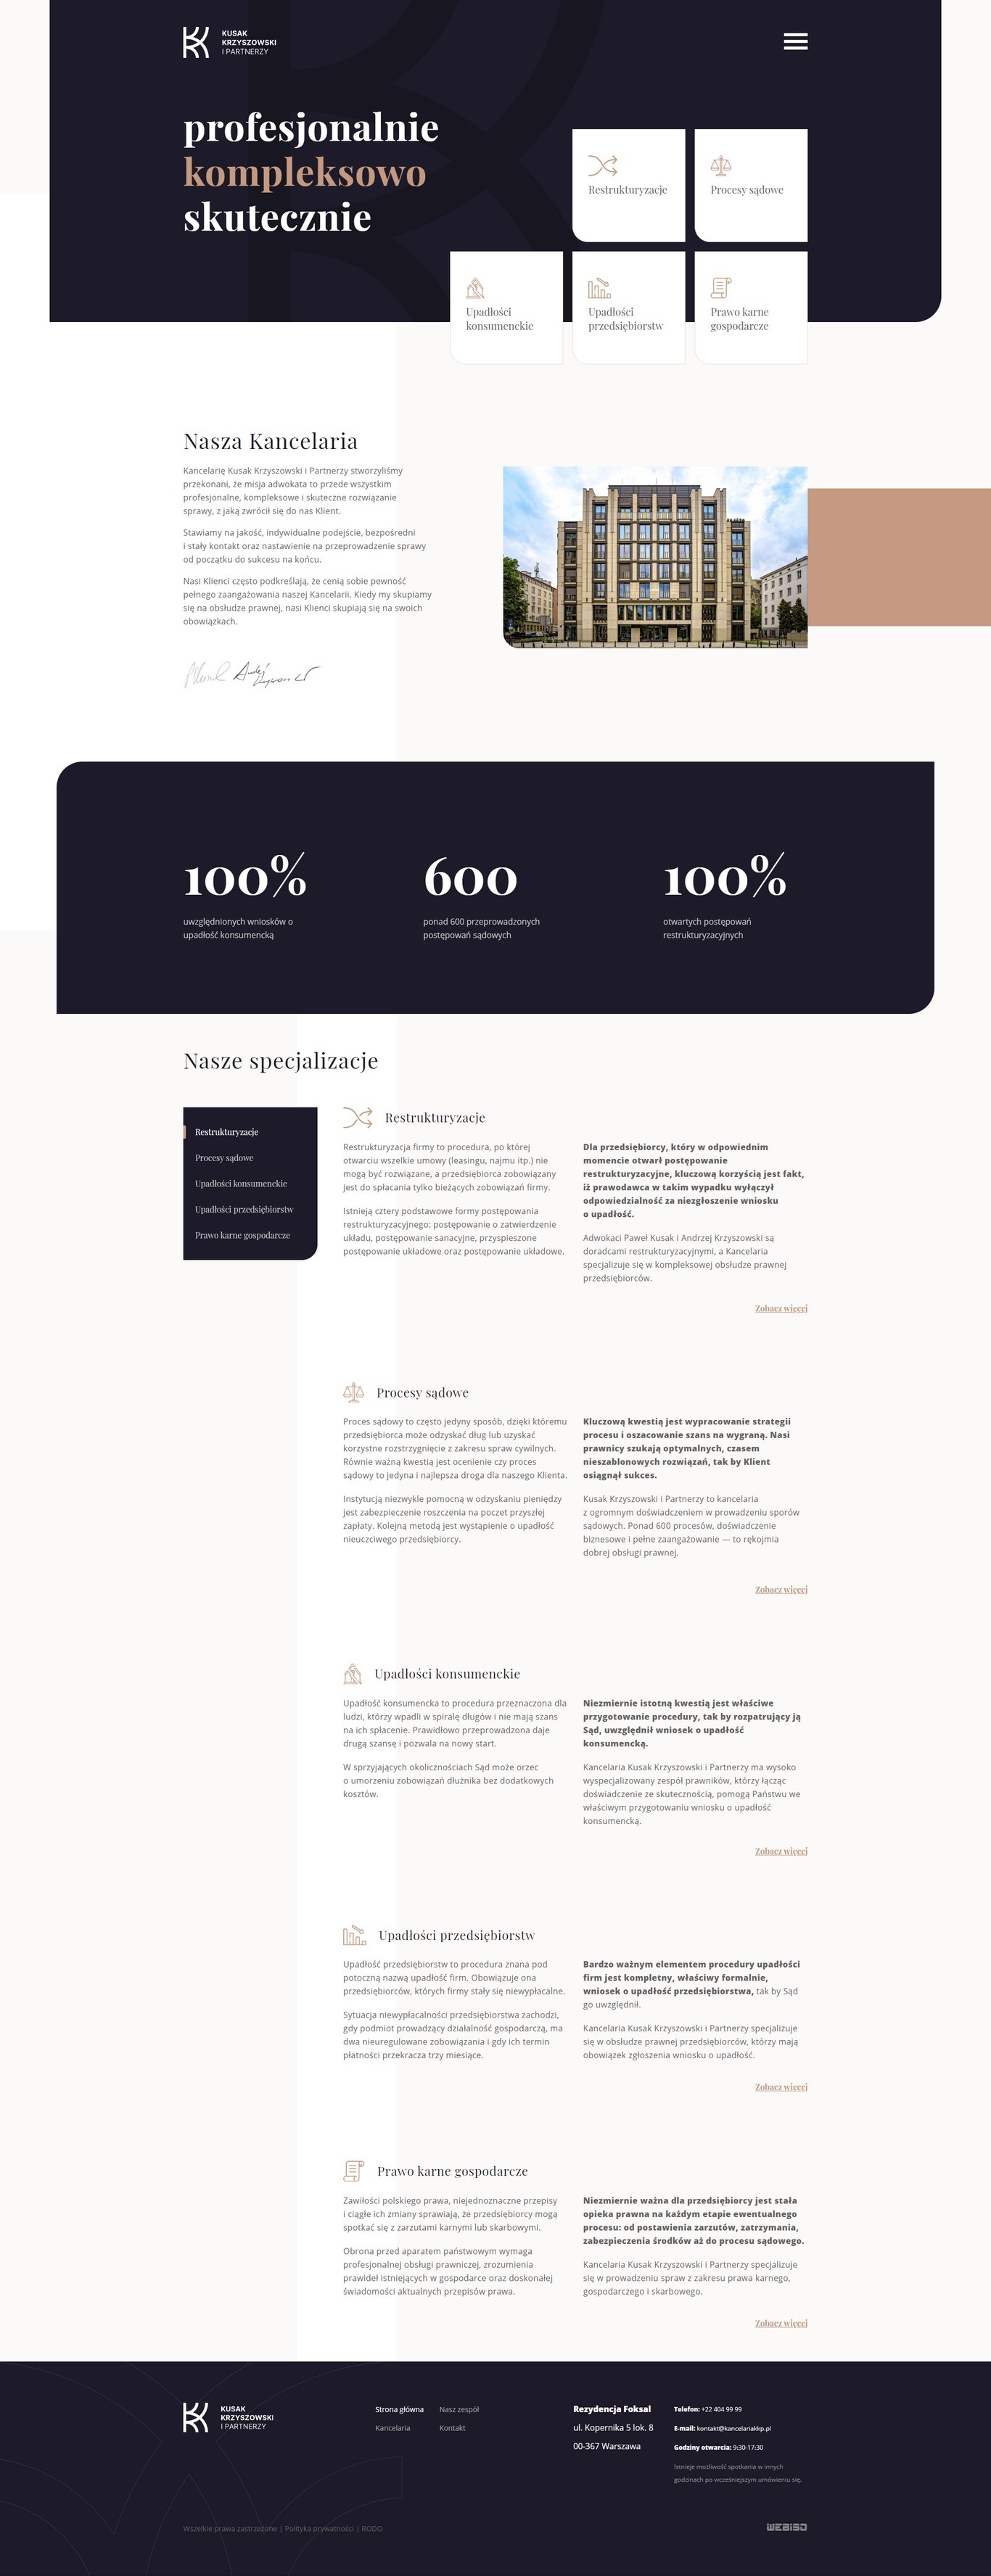 KUSAK
KRZYSZOWSKI
I PARTNERZY
profesjonalnie
kompleksowo
skutecznie
Restrukturyzacje
Procesy sądowe
Upadłości
konsumenckie
Upadłości
przedsiębiorstw
Prawo karne
gospodarcze
Nasza Kancelaria
Kancelarię Kusak Krzyszowski i Partnerzy stworzyliśmy
przekonani, że misja adwokata to przede wszystkim
profesjonalne, kompleksowe i skuteczne rozwiązanie
sprawy, z jaką zwrócił się do nas Klient.
Stawiamy na jakość, indywidualne podejście, bezpośredni
i stały kontakt oraz nastawienie na przeprowadzenie sprawy
od początku do sukcesu na końcu.
Nasi Klienci często podkreślają, że cenią sobie pewność
pełnego zaangażowania naszej Kancelarii. Kiedy my skupiamy
się na obsłudze prawnej, nasi Klienci skupiają się na swoich
obowiązkach.
100%
uwzględnionych wniosków o
upadłość konsumencką
600
ponad 600 przeprowadzonych
postępowań sądowych
100%
otwartych postępowań
restrukturyzacyjnych
Nasze specjalizacje
Restrukturyzacje
Procesy sądowe
Upadłości konsumenckie
Upadłości przedsiębiorstw
Prawo karne gospodarcze
Restrukturyzacje
Restrukturyzacja firmy to procedura, po której
otwarciu wszelkie umowy (leasingu, najmu itp.) nie
mogą być rozwiązane, a przedsiębiorca zobowiązany
jest do spłacania tylko bieżących zobowiązań firmy.
Istnieją cztery podstawowe formy postępowania
restrukturyzacyjnego: postępowanie o zatwierdzenie
układu, postępowanie sanacyjne, przyspieszone
postępowanie układowe oraz postępowanie układowe.
Dla przedsiębiorcy, który w odpowiednim
momencie otwarł postępowanie
restrukturyzacyjne, kluczową korzyścią jest fakt,
iż prawodawca w takim wypadku wyłączył
odpowiedzialność za niezgłoszenie wniosku
o upadłość.
Adwokaci Paweł Kusak i Andrzej Krzyszowski są
doradcami restrukturyzacyjnymi, a Kancelaria
specjalizuje się w kompleksowej obsłudze prawnej
przedsiębiorców.
Zobacz więcej
Procesy sądowe
Proces sądowy to często jedyny sposób, dzięki któremu
przedsiębiorca może odzyskać dług lub uzyskać
korzystne rozstrzygnięcie z zakresu spraw cywilnych.
Równie ważną kwestią jest ocenienie czy proces
sądowy to jedyna i najlepsza droga dla naszego Klienta.
Instytucją niezwykle pomocną w odzyskaniu pieniędzy
jest zabezpieczenie roszczenia na poczet przyszłej
zapłaty. Kolejną metodą jest wystąpienie o upadłość
nieuczciwego przedsiębiorcy.
Kluczową kwestią jest wypracowanie strategii
procesu i oszacowanie szans na wygraną. Nasi
prawnicy szukają optymalnych, czasem
nieszablonowych rozwiązań, tak by Klient
osiągnął sukces.
Kusak Krzyszowski i Partnerzy to kancelaria
z ogromnym doświadczeniem w prowadzeniu sporów
sądowych. Ponad 600 procesów, doświadczenie
biznesowe i pełne zaangażowanie — to rękojmia
dobrej obsługi prawnej.
Zobacz więcej
Upadłości konsumenckie
Upadłość konsumencka to procedura przeznaczona dla
ludzi, którzy wpadli w spiralę długów i nie mają szans
na ich spłacenie. Prawidłowo przeprowadzona daje
drugą szansę i pozwala na nowy start.
W sprzyjających okolicznościach Sąd może orzec
o umorzeniu zobowiązań dłużnika bez dodatkowych
kosztów.
Niezmiernie istotną kwestią jest właściwe
przygotowanie procedury, tak by rozpatrujący ją
Sąd, uwzględnił wniosek o upadłość
konsumencką.
Kancelaria Kusak Krzyszowski i Partnerzy ma wysoko
wyspecjalizowany zespół prawników, którzy łącząc
doświadczenie ze skutecznością, pomogą Państwu we
właściwym przygotowaniu wniosku o upadłość
konsumencką.
Zobacz więcej
Upadłości przedsiębiorstw
Upadłość przedsiębiorstw to procedura znana pod
potoczną nazwą upadłość firm. Obowiązuje ona
przedsiębiorców, których firmy stały się niewypłacalne.
Sytuacja niewypłacalności przedsiębiorstwa zachodzi,
gdy podmiot prowadzący działalność gospodarczą, ma
dwa nieuregulowane zobowiązania i gdy ich termin
płatności przekracza trzy miesiące.
Bardzo ważnym elementem procedury upadłości
firm jest kompletny, właściwy formalnie,
wniosek o upadłość przedsiębiorstwa, tak by Sąd
go uwzględnił.
Kancelaria Kusak Krzyszowski i Partnerzy specjalizuje
się w obsłudze prawnej przedsiębiorców, którzy mają
obowiązek zgłoszenia wniosku o upadłość.
Zobacz więcej
Prawo karne gospodarcze
Zawiłości polskiego prawa, niejednoznaczne przepisy
i ciągłe ich zmiany sprawiają, że przedsiębiorcy mogą
spotkać się z zarzutami karnymi lub skarbowymi.
Obrona przed aparatem państwowym wymaga
profesjonalnej obsługi prawniczej, zrozumienia
prawideł istniejących w gospodarce oraz doskonałej
świadomości aktualnych przepisów prawa.
Niezmiernie ważna dla przedsiębiorcy jest stała
opieka prawna na każdym etapie ewentualnego
procesu: od postawienia zarzutów, zatrzymania,
zabezpieczenia środków aż do procesu sądowego.
Kancelaria Kusak Krzyszowski i Partnerzy specjalizuje
się w prowadzeniu spraw z zakresu prawa karnego,
gospodarczego i skarbowego.
Zobacz więcej
KUSAK
KRZYSZOWSKI
I PARTNERZY
Strona główna
Nasz zespół
Kancelaria
Kontakt
Rezydencja Foksal
ul. Kopernika 5 lok. 8
00-367 Warszawa
Telefon: +22 404 99 99
E-mail: kontakt@kancelariakkp.pl
Godziny otwarcia: 9:30-17:30
Istnieje możliwość spotkania w innych
godzinach po wcześniejszym umówieniu się.
Wszelkie prawa zastrzeżone | Polityka prywatności | RODO
WEBISO